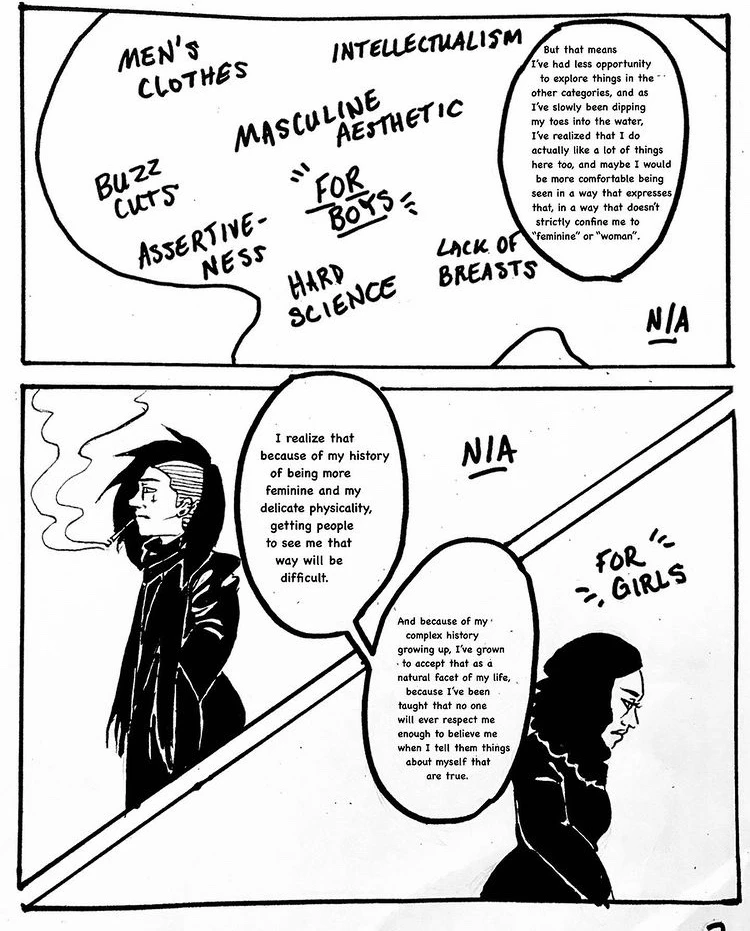 MEN'S
CLOTHES
INTELLECTUALISM
MASCULINE
AESTHETIC
BUZZ
CUTS
FOR
BOYS
ASSERTIVE-
NESS
HARD
SCIENCE
LACK OF
BREASTS
N/A
But that means
I've had less opportunity
to explore things in the
other categories, and as
I've slowly been dipping
my toes into the water,
I've realized that I do
actually like a lot of things
here too, and maybe I would
be more comfortable being
seen in a way that expresses
that, in a way that doesn't
strictly confine me to
"feminine" or "woman".
I realize that
because of my history
of being more
feminine and my
delicate physicality,
getting people
to see me that
way will be
difficult.
N/A
FOR
GIRLS
And because of my
complex history
growing up, I've grown
to accept that as a
natural facet of my life,
because I've been
taught that no one
will ever respect me
enough to believe me
when I tell them things
about myself that
are true.